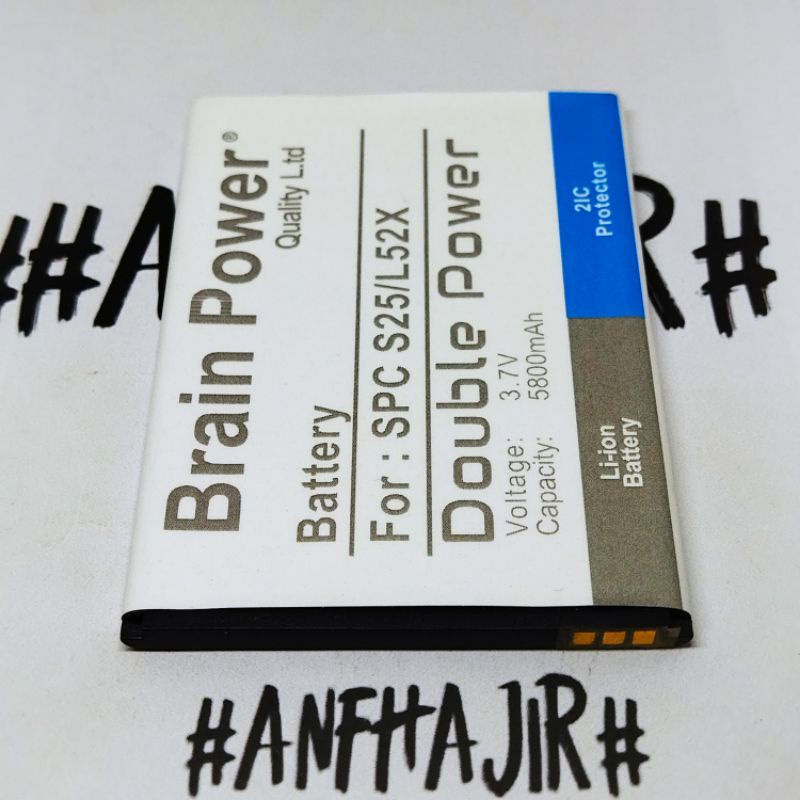 Brain Power®
Quality L.td
Battery
For : SPC S25/L52X
Double Power
Voltage: 3.7V
Capacity: 5800mAh
2IC
Protector
Li-ion
Battery
#A R#
#ANFHAJIR#